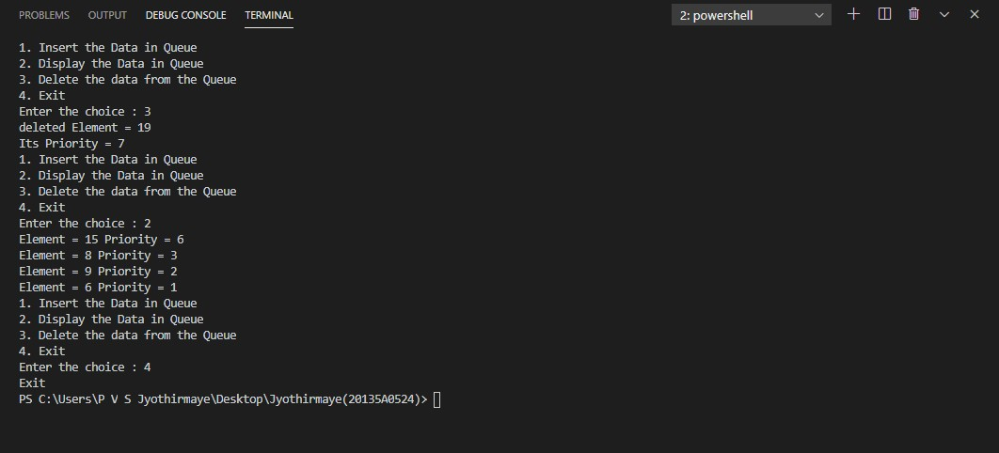 PROBLEMS OUTPUT DEBUG CONSOLE TERMINAL 2: powershell
1. Insert the Data in Queue
2. Display the Data in Queue
3. Delete the data from the Queue
4. Exit
Enter the choice : 3
deleted Element = 19
Its Priority = 7
1. Insert the Data in Queue
2. Display the Data in Queue
3. Delete the data from the Queue
4. Exit
Enter the choice : 2
Element = 15 Priority = 6
Element = 8 Priority = 3
Element = 9 Priority = 2
Element = 6 Priority = 1
1. Insert the Data in Queue
2. Display the Data in Queue
3. Delete the data from the Queue
4. Exit
Enter the choice : 4
Exit
PS C:\Users\P V S Jyothirmaye\Desktop\Jyothirmaye(20135A0524)>